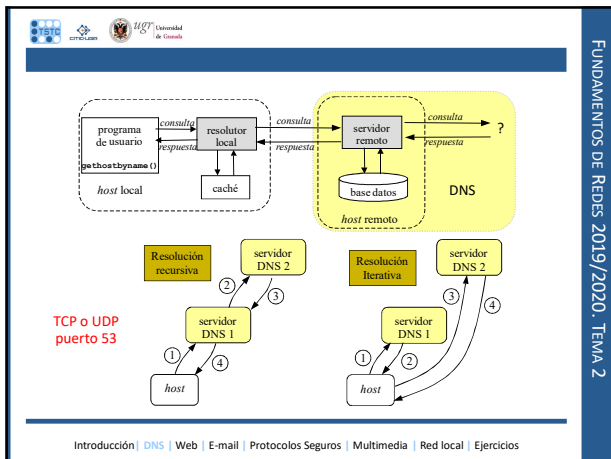 TSTC
CITIC-UGR
ugr
Universidad
de Granada
FUNDAMENTOS DE REDES 2019/2020. TEMA 2
programa
de usuario
gethostbyname()
consulta
respuesta
resolutor
local
caché
host local
consulta
respuesta
servidor
remoto
base datos
host remoto
consulta
respuesta
?
DNS
Resolución
recursiva
servidor
DNS 2
2
3
servidor
DNS 1
1
4
host
TCP o UDP
puerto 53
Resolución
Iterativa
servidor
DNS 2
3
4
servidor
DNS 1
1
2
host
Introducción| DNS | Web | E-mail | Protocolos Seguros | Multimedia | Red local | Ejercicios